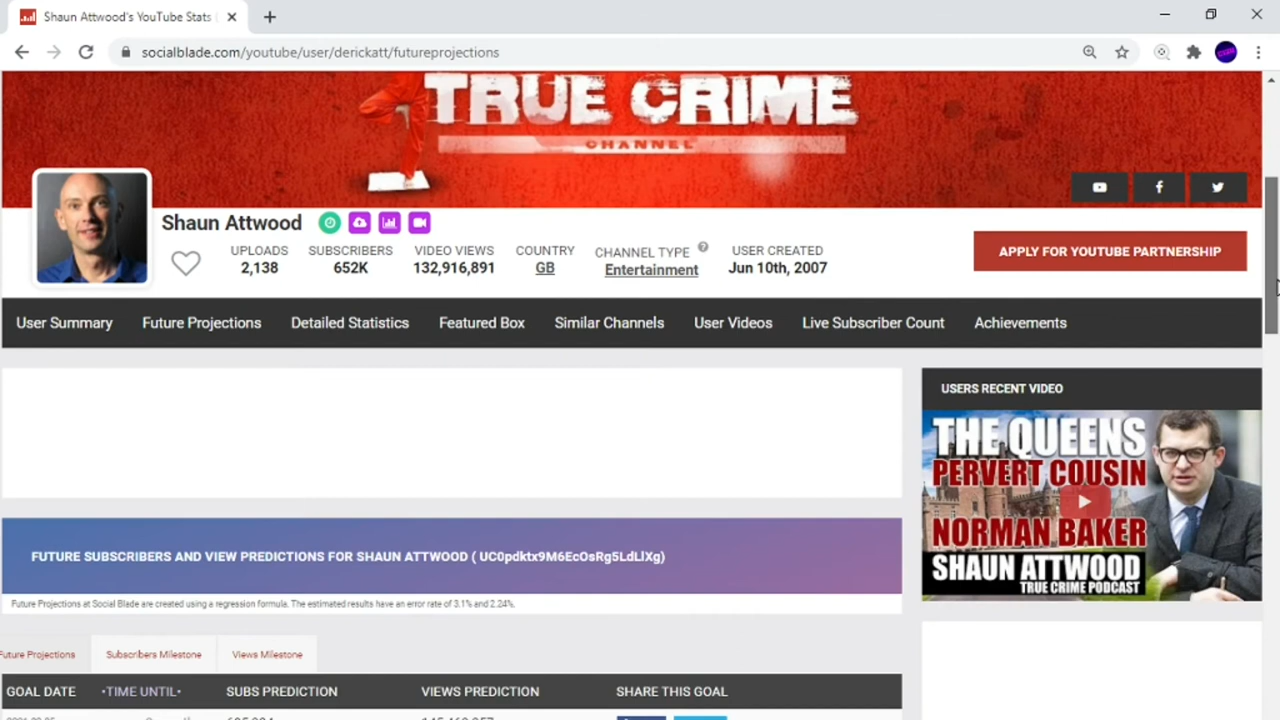 Shaun Attwood's YouTube Stats
socialblade.com/youtube/user/derickatt/futureprojections
TRUE CRIME
CHANNEL
Shaun Attwood
UPLOADS
2,138
SUBSCRIBERS
652K
VIDEO VIEWS
132,916,891
COUNTRY
GB
CHANNEL TYPE
Entertainment
USER CREATED
Jun 10th, 2007
APPLY FOR YOUTUBE PARTNERSHIP
User Summary
Future Projections
Detailed Statistics
Featured Box
Similar Channels
User Videos
Live Subscriber Count
Achievements
USERS RECENT VIDEO
THE QUEENS
PERVERT COUSIN
NORMAN BAKER
SHAUN ATTWOOD
TRUE CRIME PODCAST
FUTURE SUBSCRIBERS AND VIEW PREDICTIONS FOR SHAUN ATTWOOD ( UC0pdktx9M6EcOsRg5LdLlXg)
Future Projections at Social Blade are created using a regression formula. The estimated results have an error rate of 3.1% and 2.24%.
Future Projections
Subscribers Milestone
Views Milestone
GOAL DATE
•TIME UNTIL•
SUBS PREDICTION
VIEWS PREDICTION
SHARE THIS GOAL